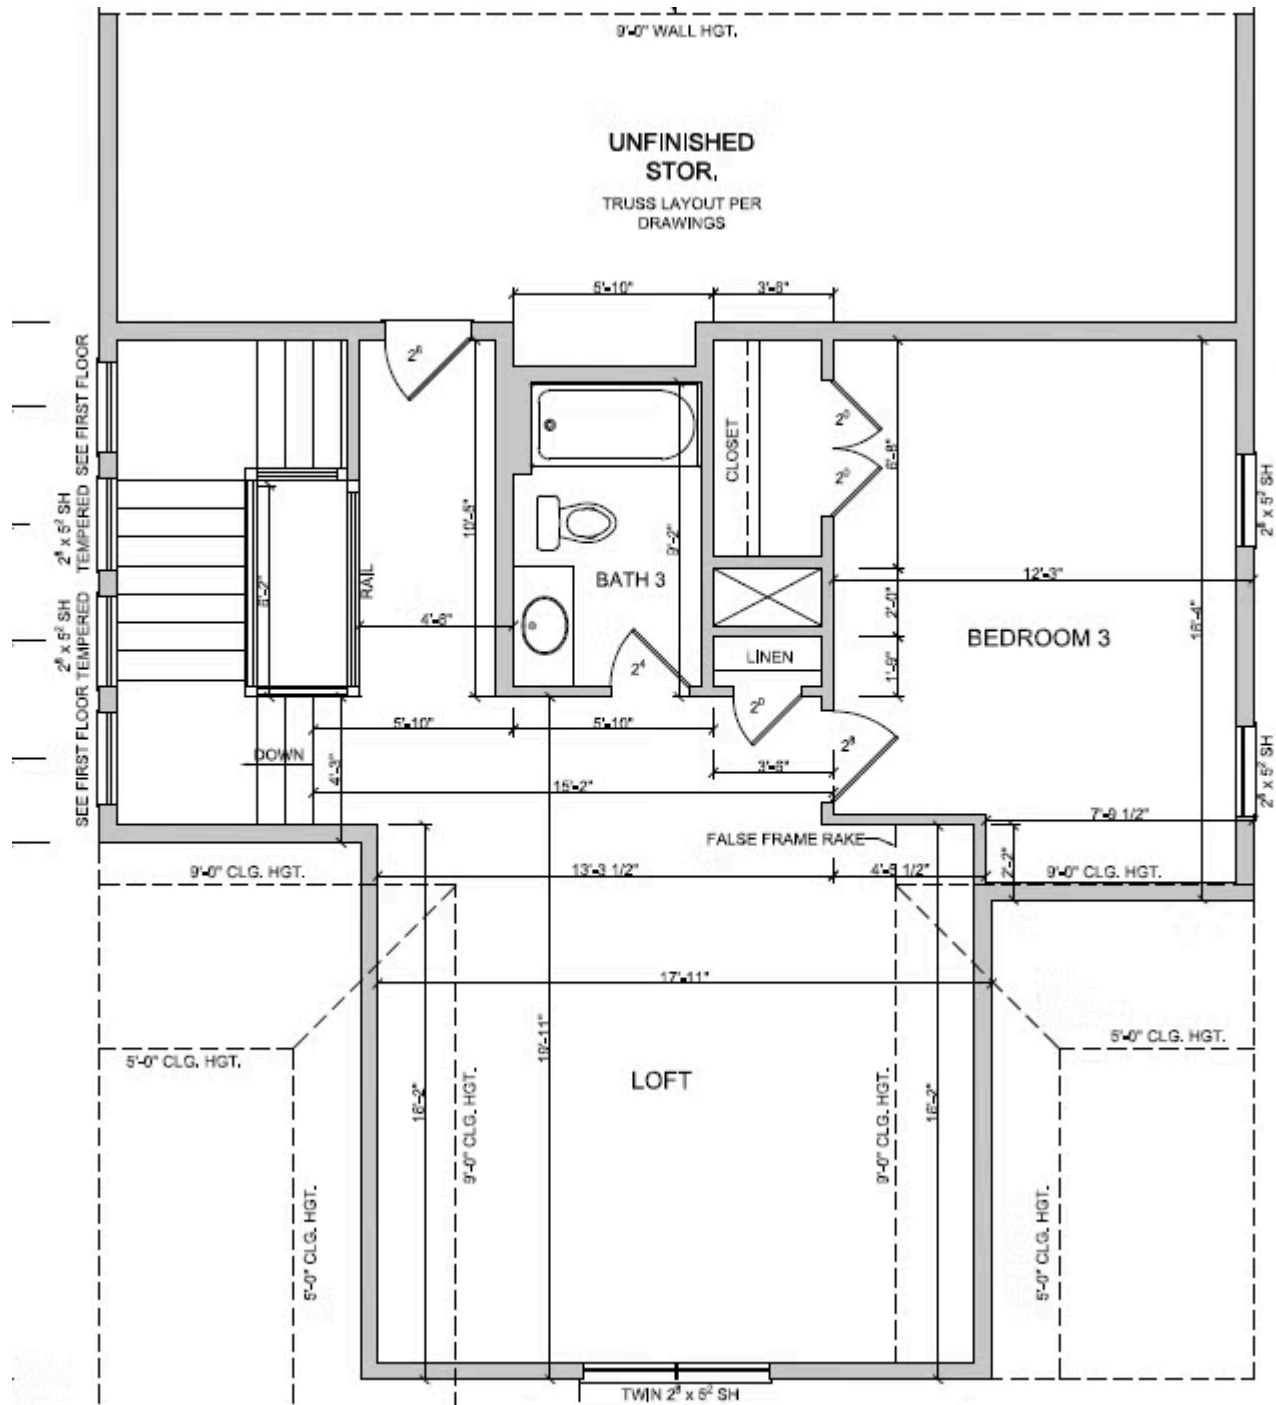 9'-0" WALL HGT.
UNFINISHED
STOR.
TRUSS LAYOUT PER
DRAWINGS
5'-10"
3'-6"
SEE FIRST FLOOR
2⁶
2⁰
2⁰
6'-8"
CLOSET
2⁸ x 5² SH
TEMPERED
2⁸ x 5² SH
10'-5"
9'-2"
BATH 3
RAIL
6'-2"
4'-6"
12'-3"
2'-0"
16'-4"
BEDROOM 3
2⁸ x 5² SH
TEMPERED
SEE FIRST FLOOR
LINEN
1'-9"
2⁴
2⁰
2⁸
5'-10"
5'-10"
DOWN
4'-3"
3'-6"
15'-2"
2⁸ x 5² SH
7'-9 1/2"
FALSE FRAME RAKE
2'-2"
9'-0" CLG. HGT.
13'-3 1/2"
4'-5 1/2"
9'-0" CLG. HGT.
17'-11"
19'-11"
5'-0" CLG. HGT.
5'-0" CLG. HGT.
LOFT
16'-2"
9'-0" CLG. HGT.
9'-0" CLG. HGT.
16'-2"
5'-0" CLG. HGT.
5'-0" CLG. HGT.
TWIN 2⁸ x 5² SH